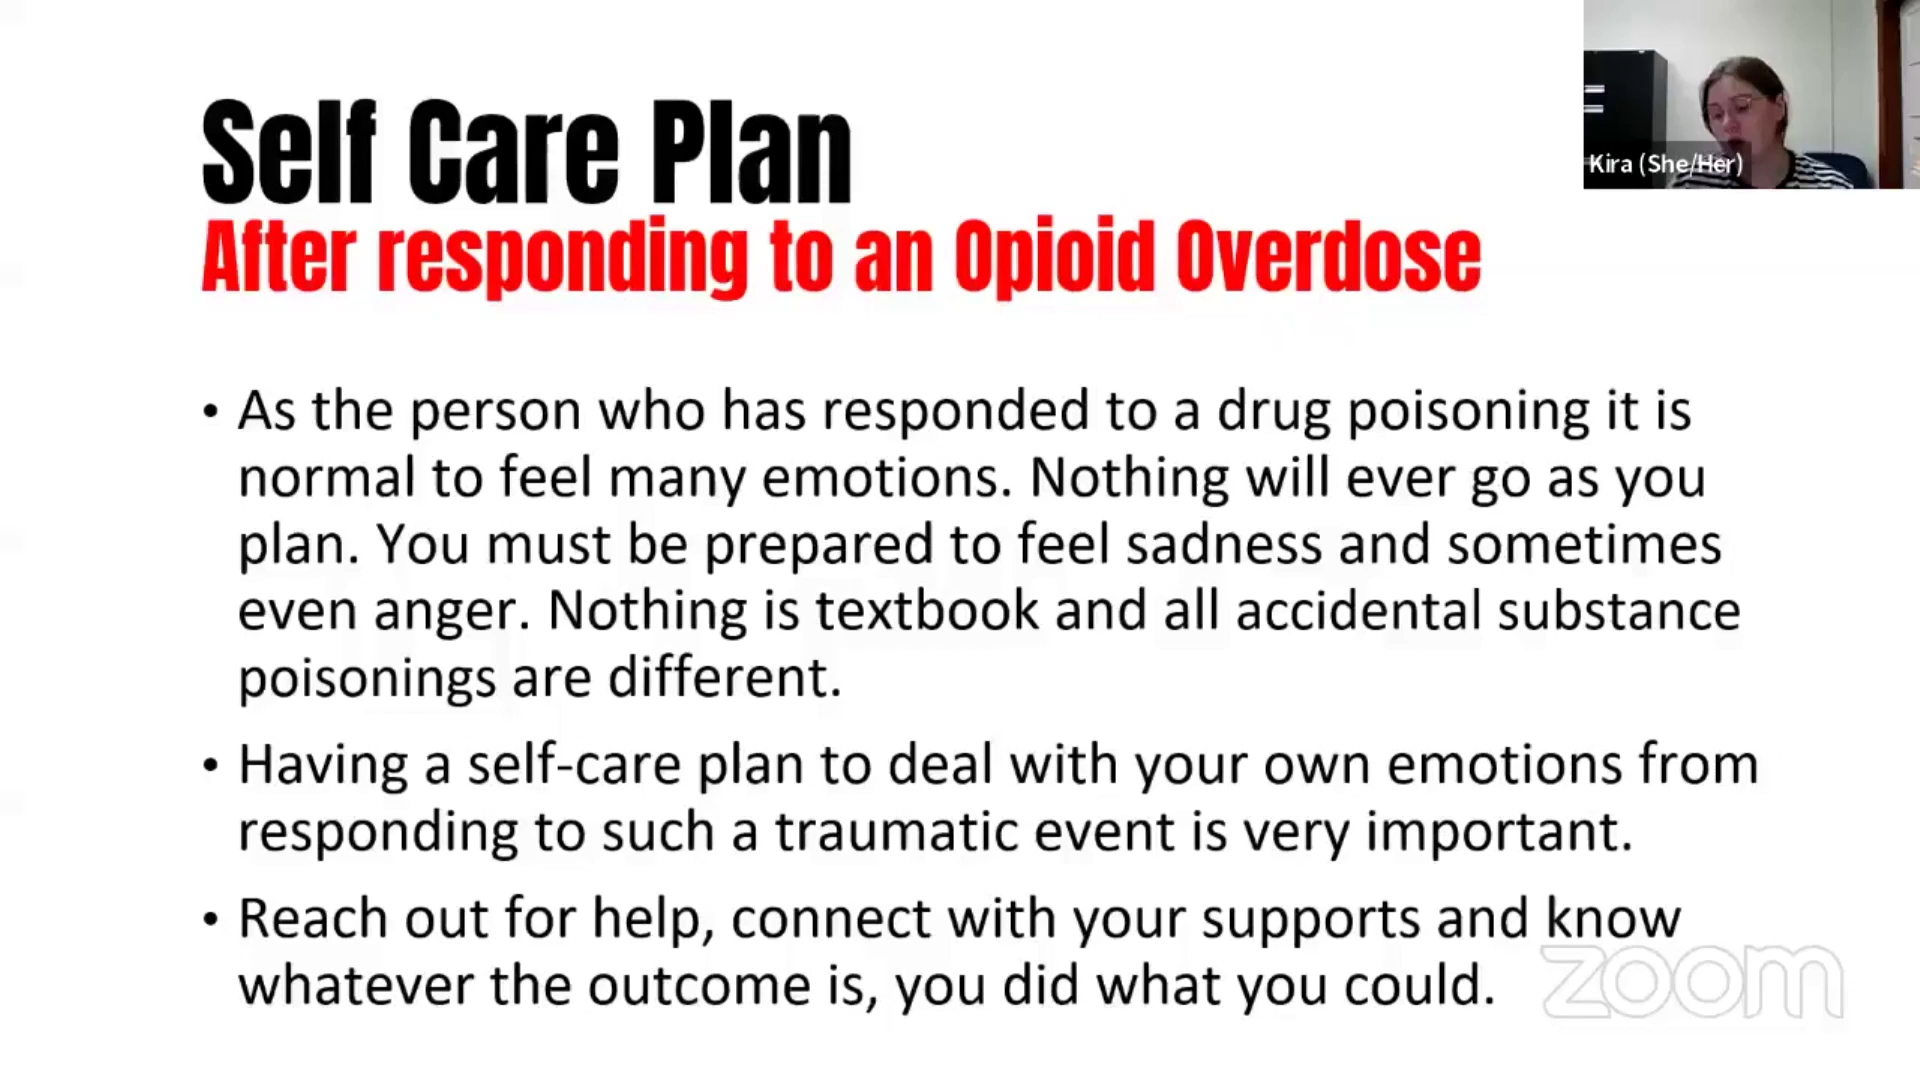 Self Care Plan
Kira (She/Her)
After responding to an Opioid Overdose
• As the person who has responded to a drug poisoning it is
normal to feel many emotions. Nothing will ever go as you
plan. You must be prepared to feel sadness and sometimes
even anger. Nothing is textbook and all accidental substance
poisonings are different.
• Having a self-care plan to deal with your own emotions from
responding to such a traumatic event is very important.
• Reach out for help, connect with your supports and know
whatever the outcome is, you did what you could.
zoom